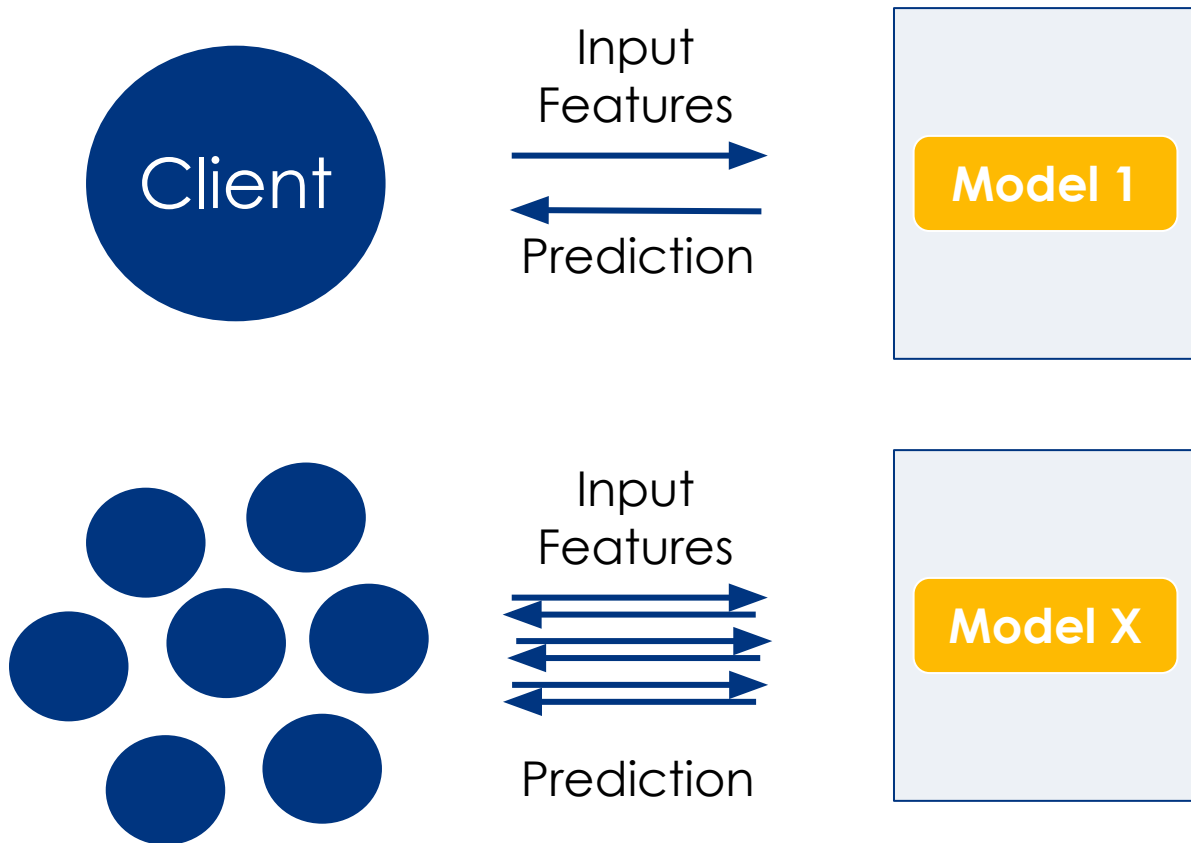 Input
Features
Client
Model 1
Prediction
Input
Features
Model X
Prediction